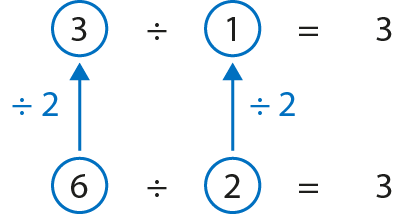 3 ÷ 1 = 3
÷ 2 ÷ 2
6 ÷ 2 = 3